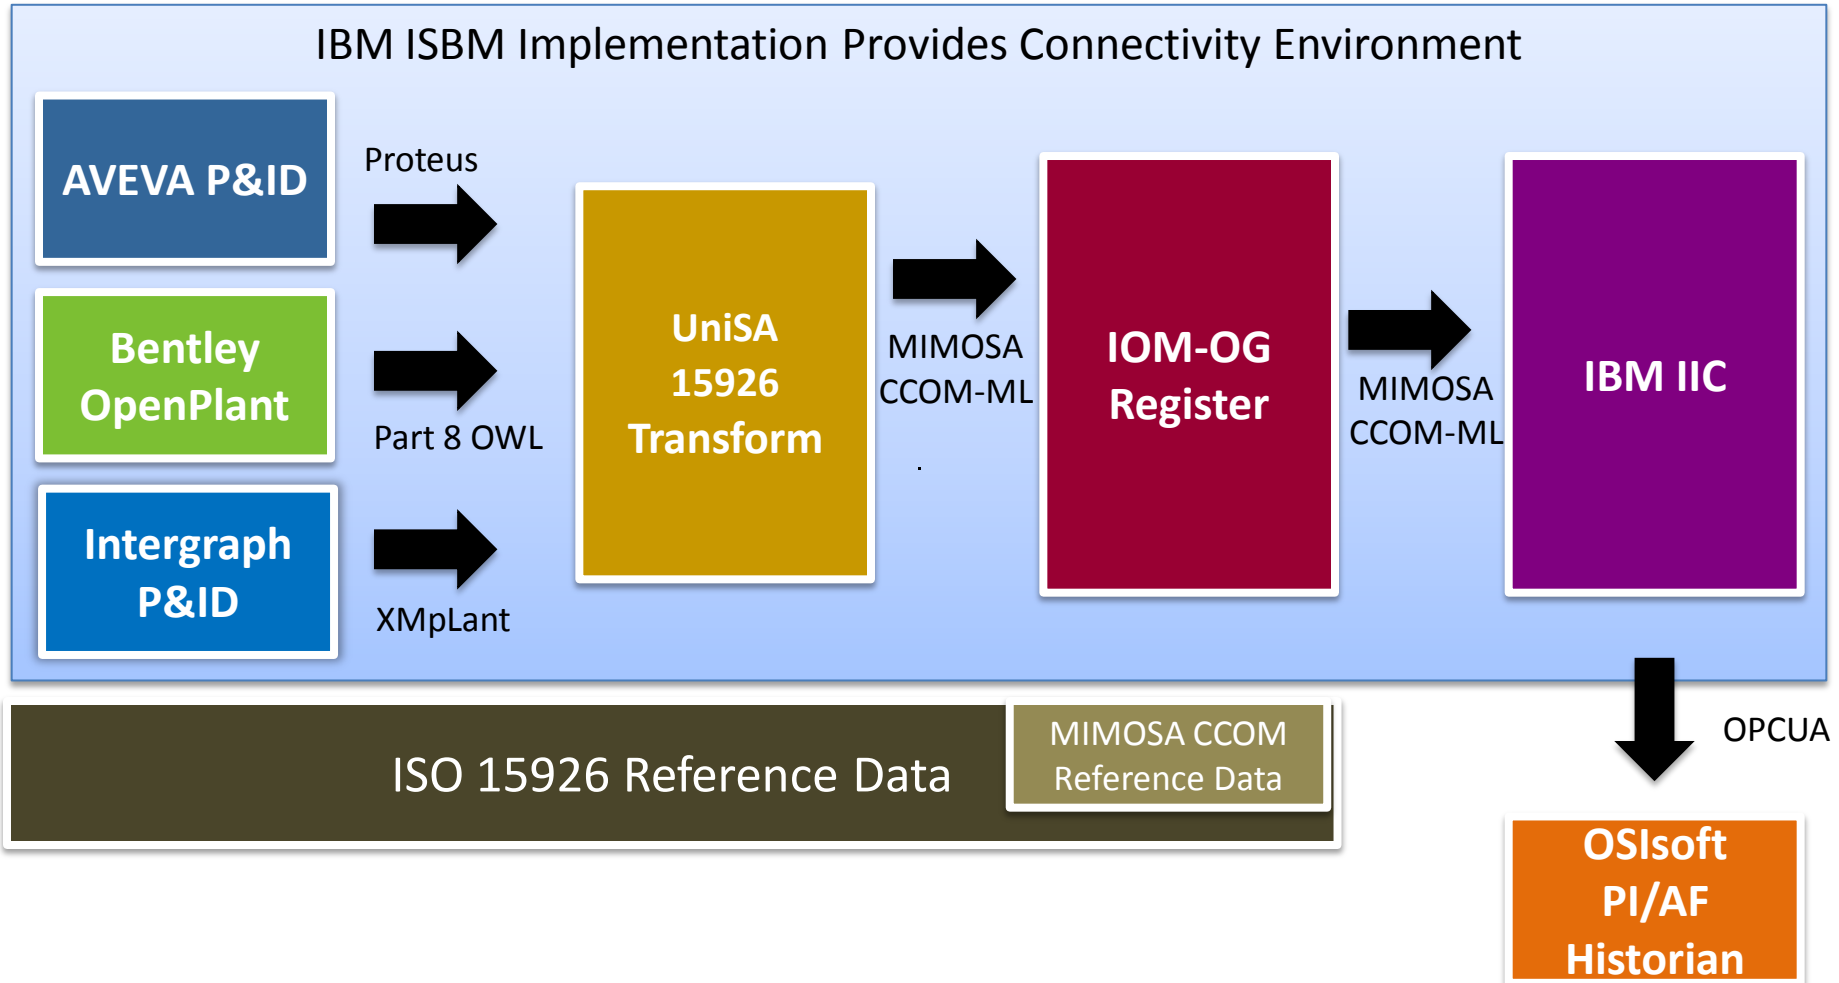 IBM ISBM Implementation Provides Connectivity Environment
AVEVA P&ID
Proteus
Bentley
OpenPlant
Part 8 OWL
Intergraph
P&ID
XMpLant
UniSA
15926
Transform
MIMOSA
CCOM-ML
.
IOM-OG
Register
MIMOSA
CCOM-ML
IBM IIC
OPCUA
ISO 15926 Reference Data
MIMOSA CCOM
Reference Data
OSIsoft
PI/AF
Historian